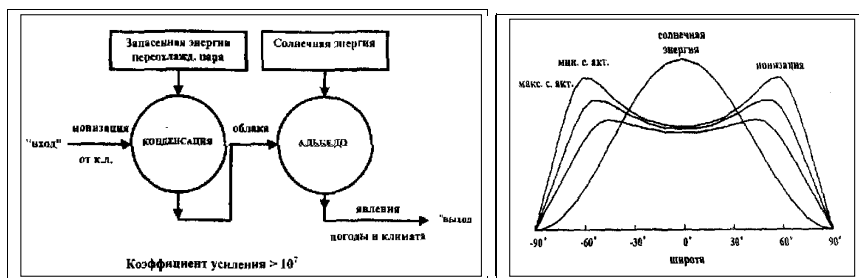 Запасенная энергия
переохлажд. пара
Солнечная энергия
"вход"
ионизация
от к.л.
КОНДЕНСАЦИЯ
облака
АЛЬБЕДО
явления
погоды и климата
"выход
Коэффициент усиления > 10⁷
солнечная
энергия
мин. с. акт.
макс. с. акт.
ионизация
-90° -60° -30° 0° 30° 60° 90°
широта